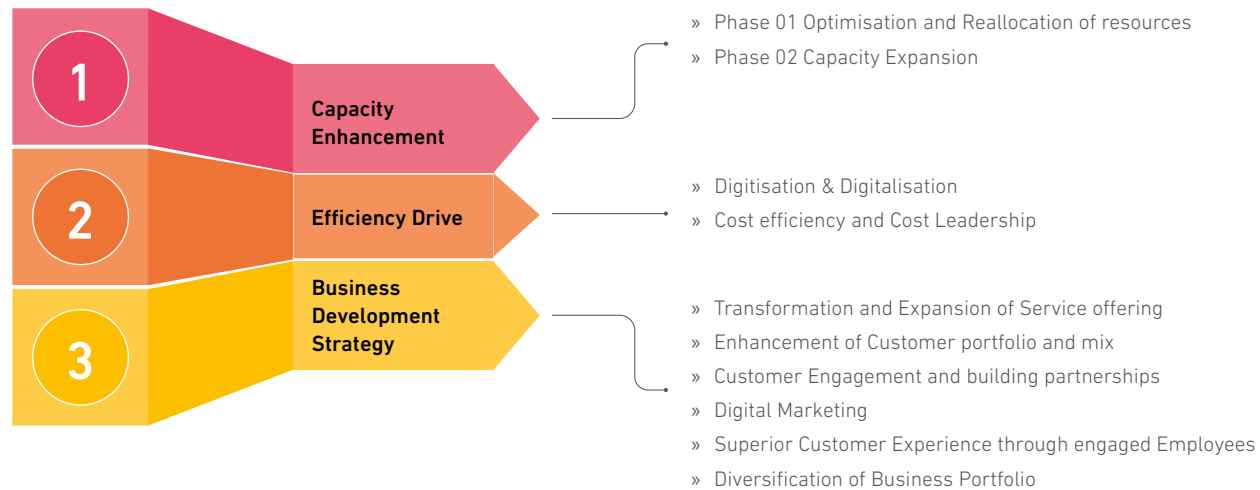 1
Capacity
Enhancement
» Phase 01 Optimisation and Reallocation of resources
» Phase 02 Capacity Expansion
2
Efficiency Drive
» Digitisation & Digitalisation
» Cost efficiency and Cost Leadership
3
Business
Development
Strategy
» Transformation and Expansion of Service offering
» Enhancement of Customer portfolio and mix
» Customer Engagement and building partnerships
» Digital Marketing
» Superior Customer Experience through engaged Employees
» Diversification of Business Portfolio